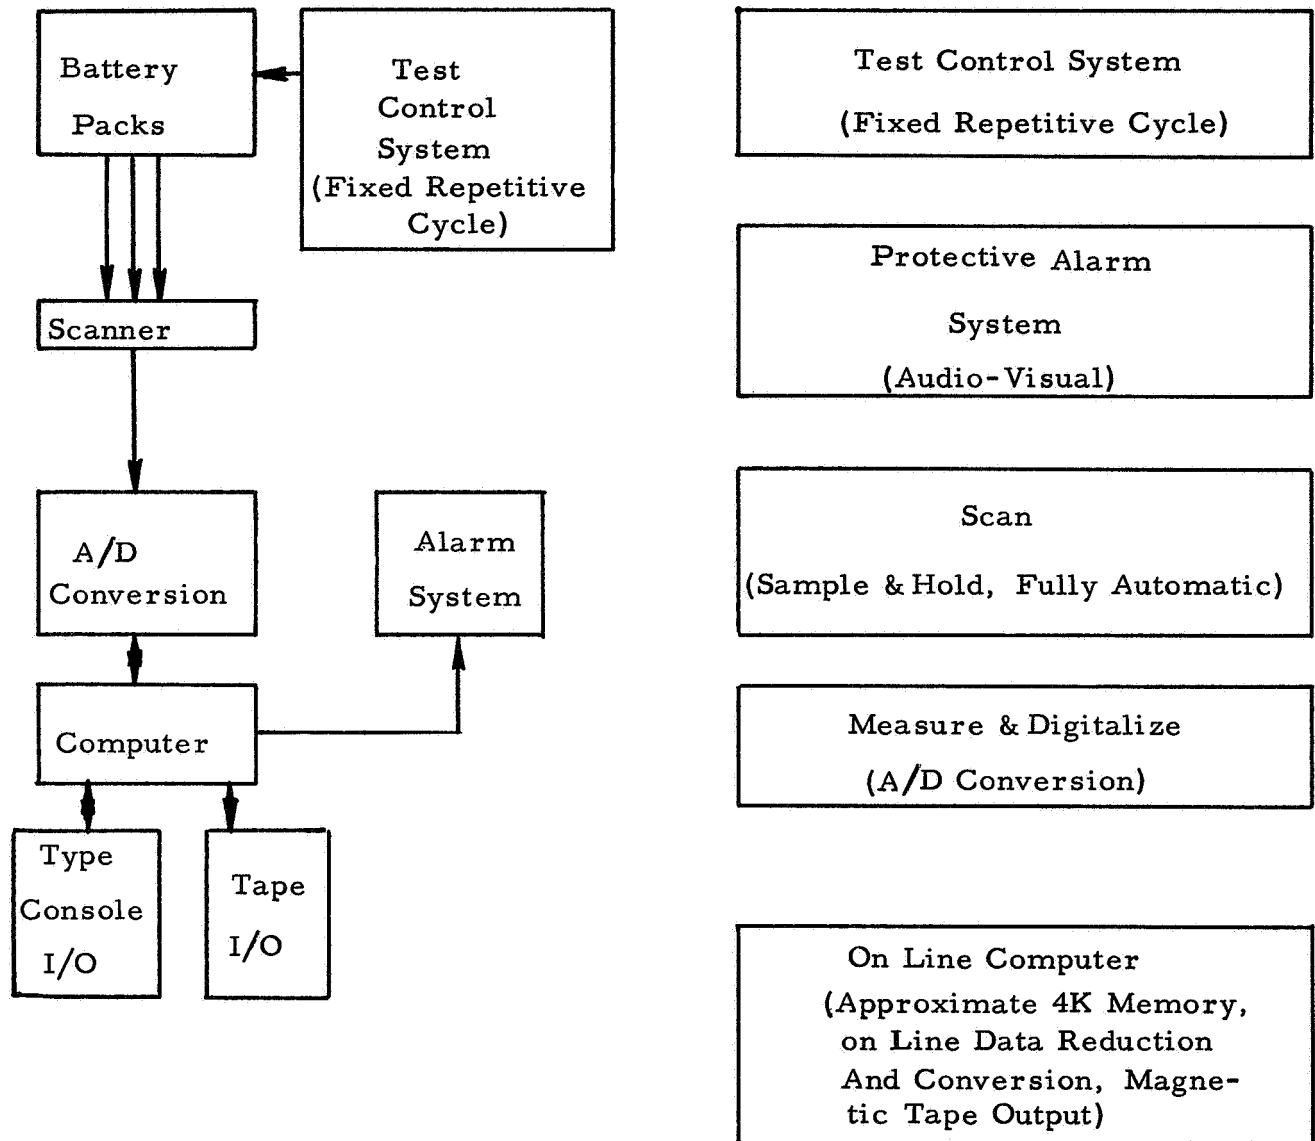 Battery
Packs
Test
Control
System
(Fixed Repetitive
Cycle)
Scanner
A/D
Conversion
Alarm
System
Computer
Type
Console
I/O
Tape
I/O
Test Control System
(Fixed Repetitive Cycle)
Protective Alarm
System
(Audio-Visual)
Scan
(Sample & Hold, Fully Automatic)
Measure & Digitalize
(A/D Conversion)
On Line Computer
(Approximate 4K Memory,
on Line Data Reduction
And Conversion, Magne-
tic Tape Output)